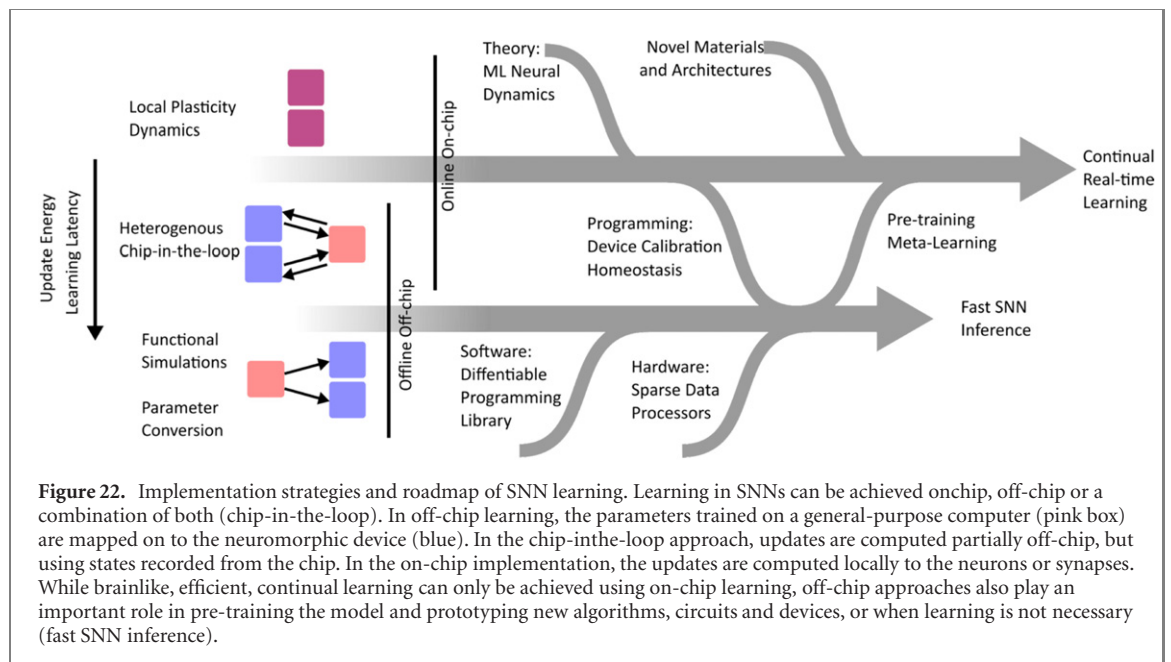 Local Plasticity
Dynamics
Update Energy
Learning Latency
Heterogenous
Chip-in-the-loop
Functional
Simulations
Parameter
Conversion
Online On-chip
Offline Off-chip
Theory:
ML Neural
Dynamics
Novel Materials
and Architectures
Continual
Real-time
Learning
Programming:
Device Calibration
Homeostasis
Pre-training
Meta-Learning
Fast SNN
Inference
Software:
Diffentiable
Programming
Library
Hardware:
Sparse Data
Processors
Figure 22. Implementation strategies and roadmap of SNN learning. Learning in SNNs can be achieved onchip, off-chip or a
combination of both (chip-in-the-loop). In off-chip learning, the parameters trained on a general-purpose computer (pink box)
are mapped on to the neuromorphic device (blue). In the chip-inthe-loop approach, updates are computed partially off-chip, but
using states recorded from the chip. In the on-chip implementation, the updates are computed locally to the neurons or synapses.
While brainlike, efficient, continual learning can only be achieved using on-chip learning, off-chip approaches also play an
important role in pre-training the model and prototyping new algorithms, circuits and devices, or when learning is not necessary
(fast SNN inference).